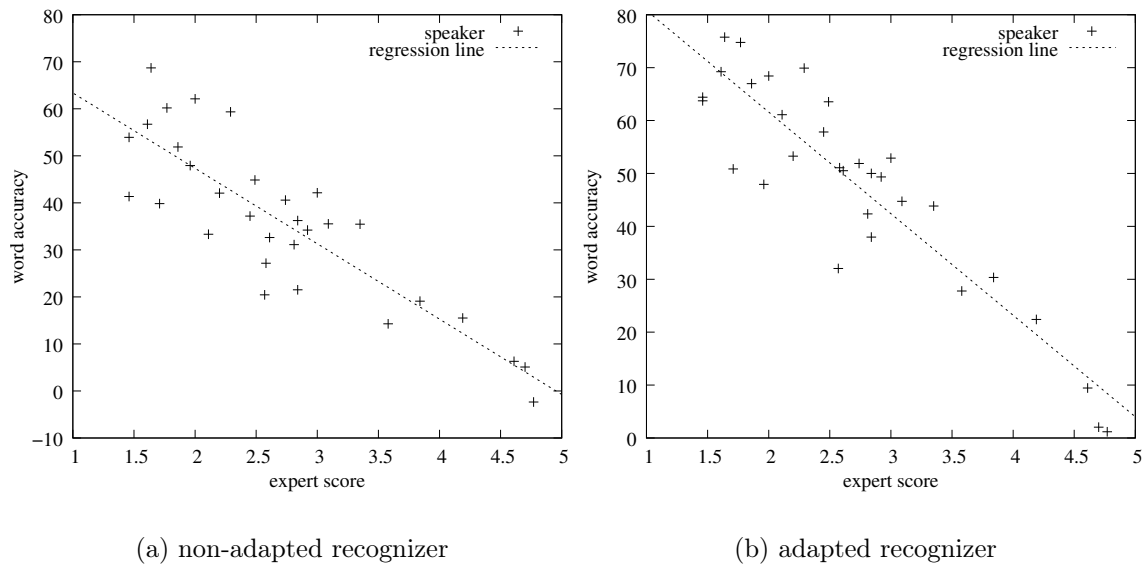 80
70
60
50
40
30
20
10
0
−10
1 1.5 2 2.5 3 3.5 4 4.5 5
word accuracy
expert score
speaker
regression line
(a) non-adapted recognizer
80
70
60
50
40
30
20
10
0
1 1.5 2 2.5 3 3.5 4 4.5 5
word accuracy
expert score
speaker
regression line
(b) adapted recognizer